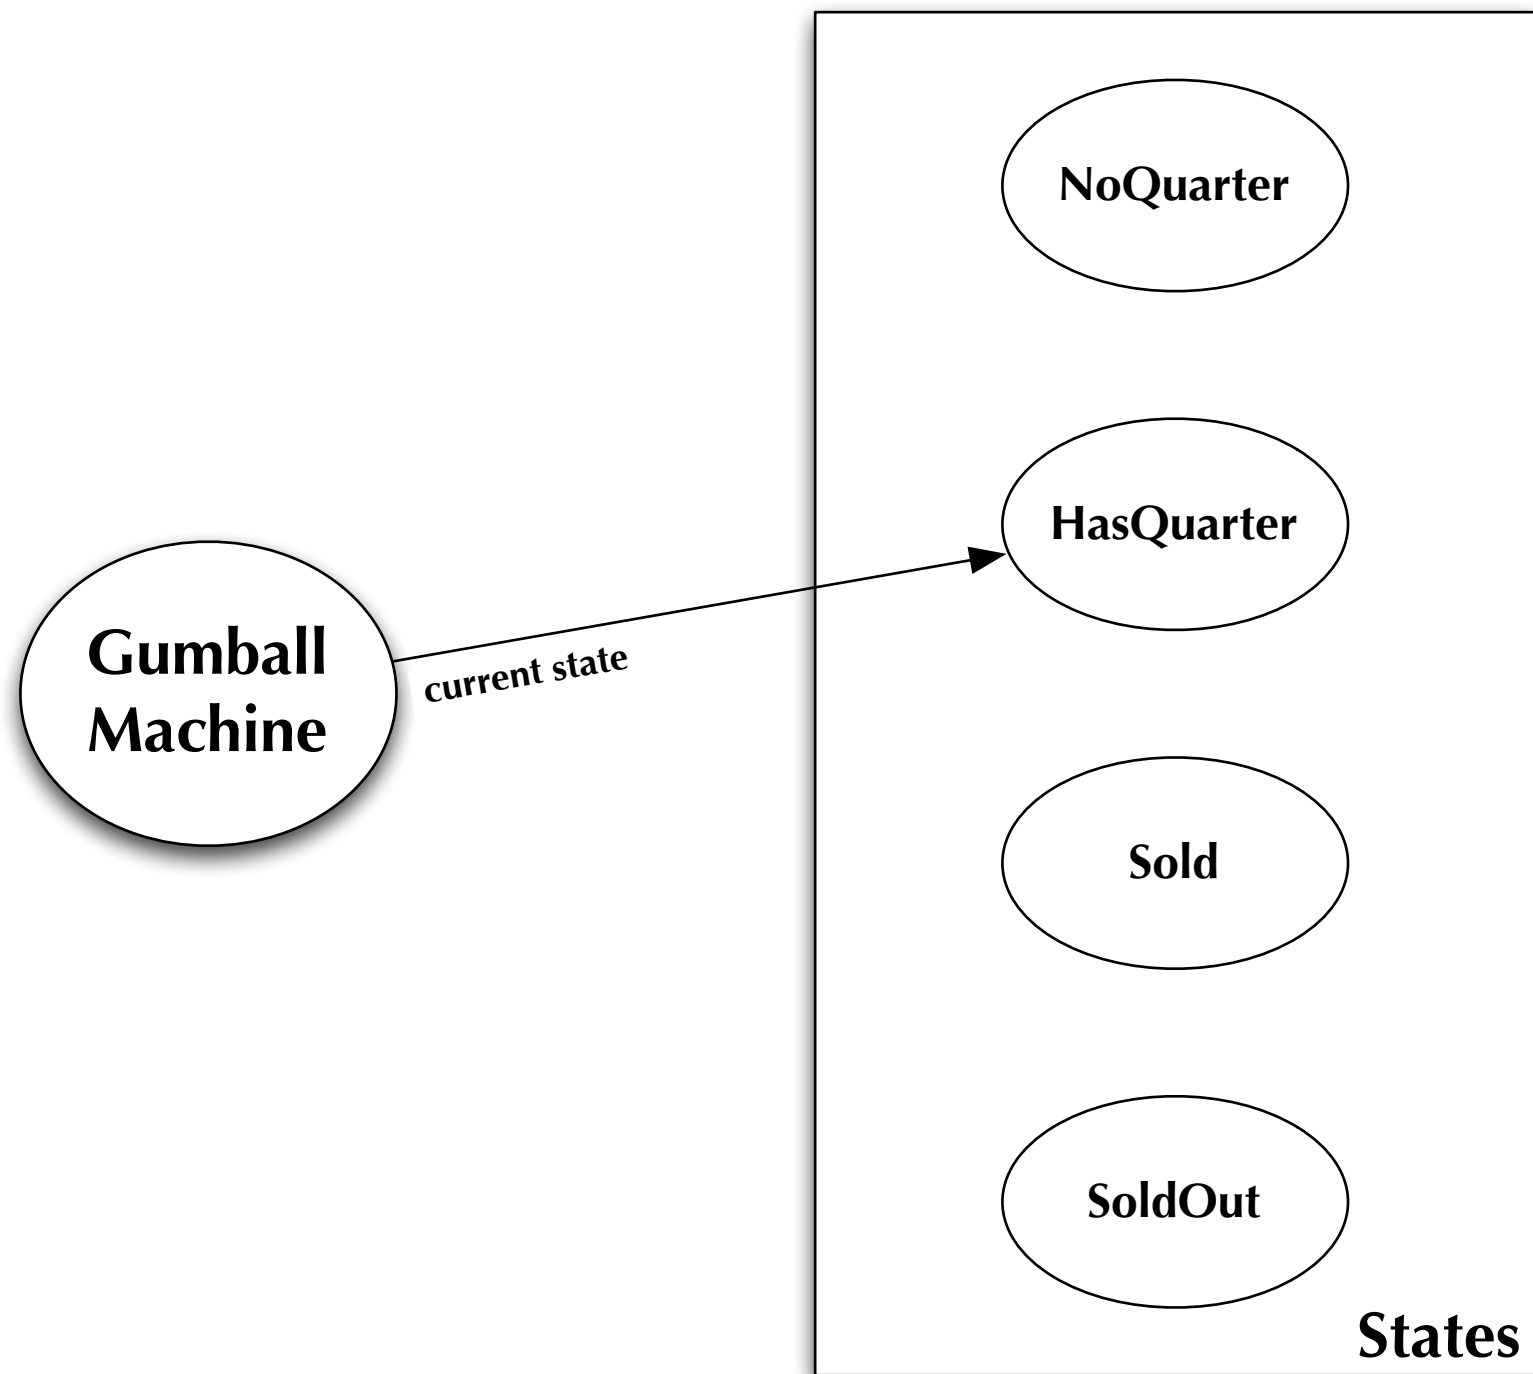 NoQuarter
HasQuarter
Gumball
Machine
current state
Sold
SoldOut
States